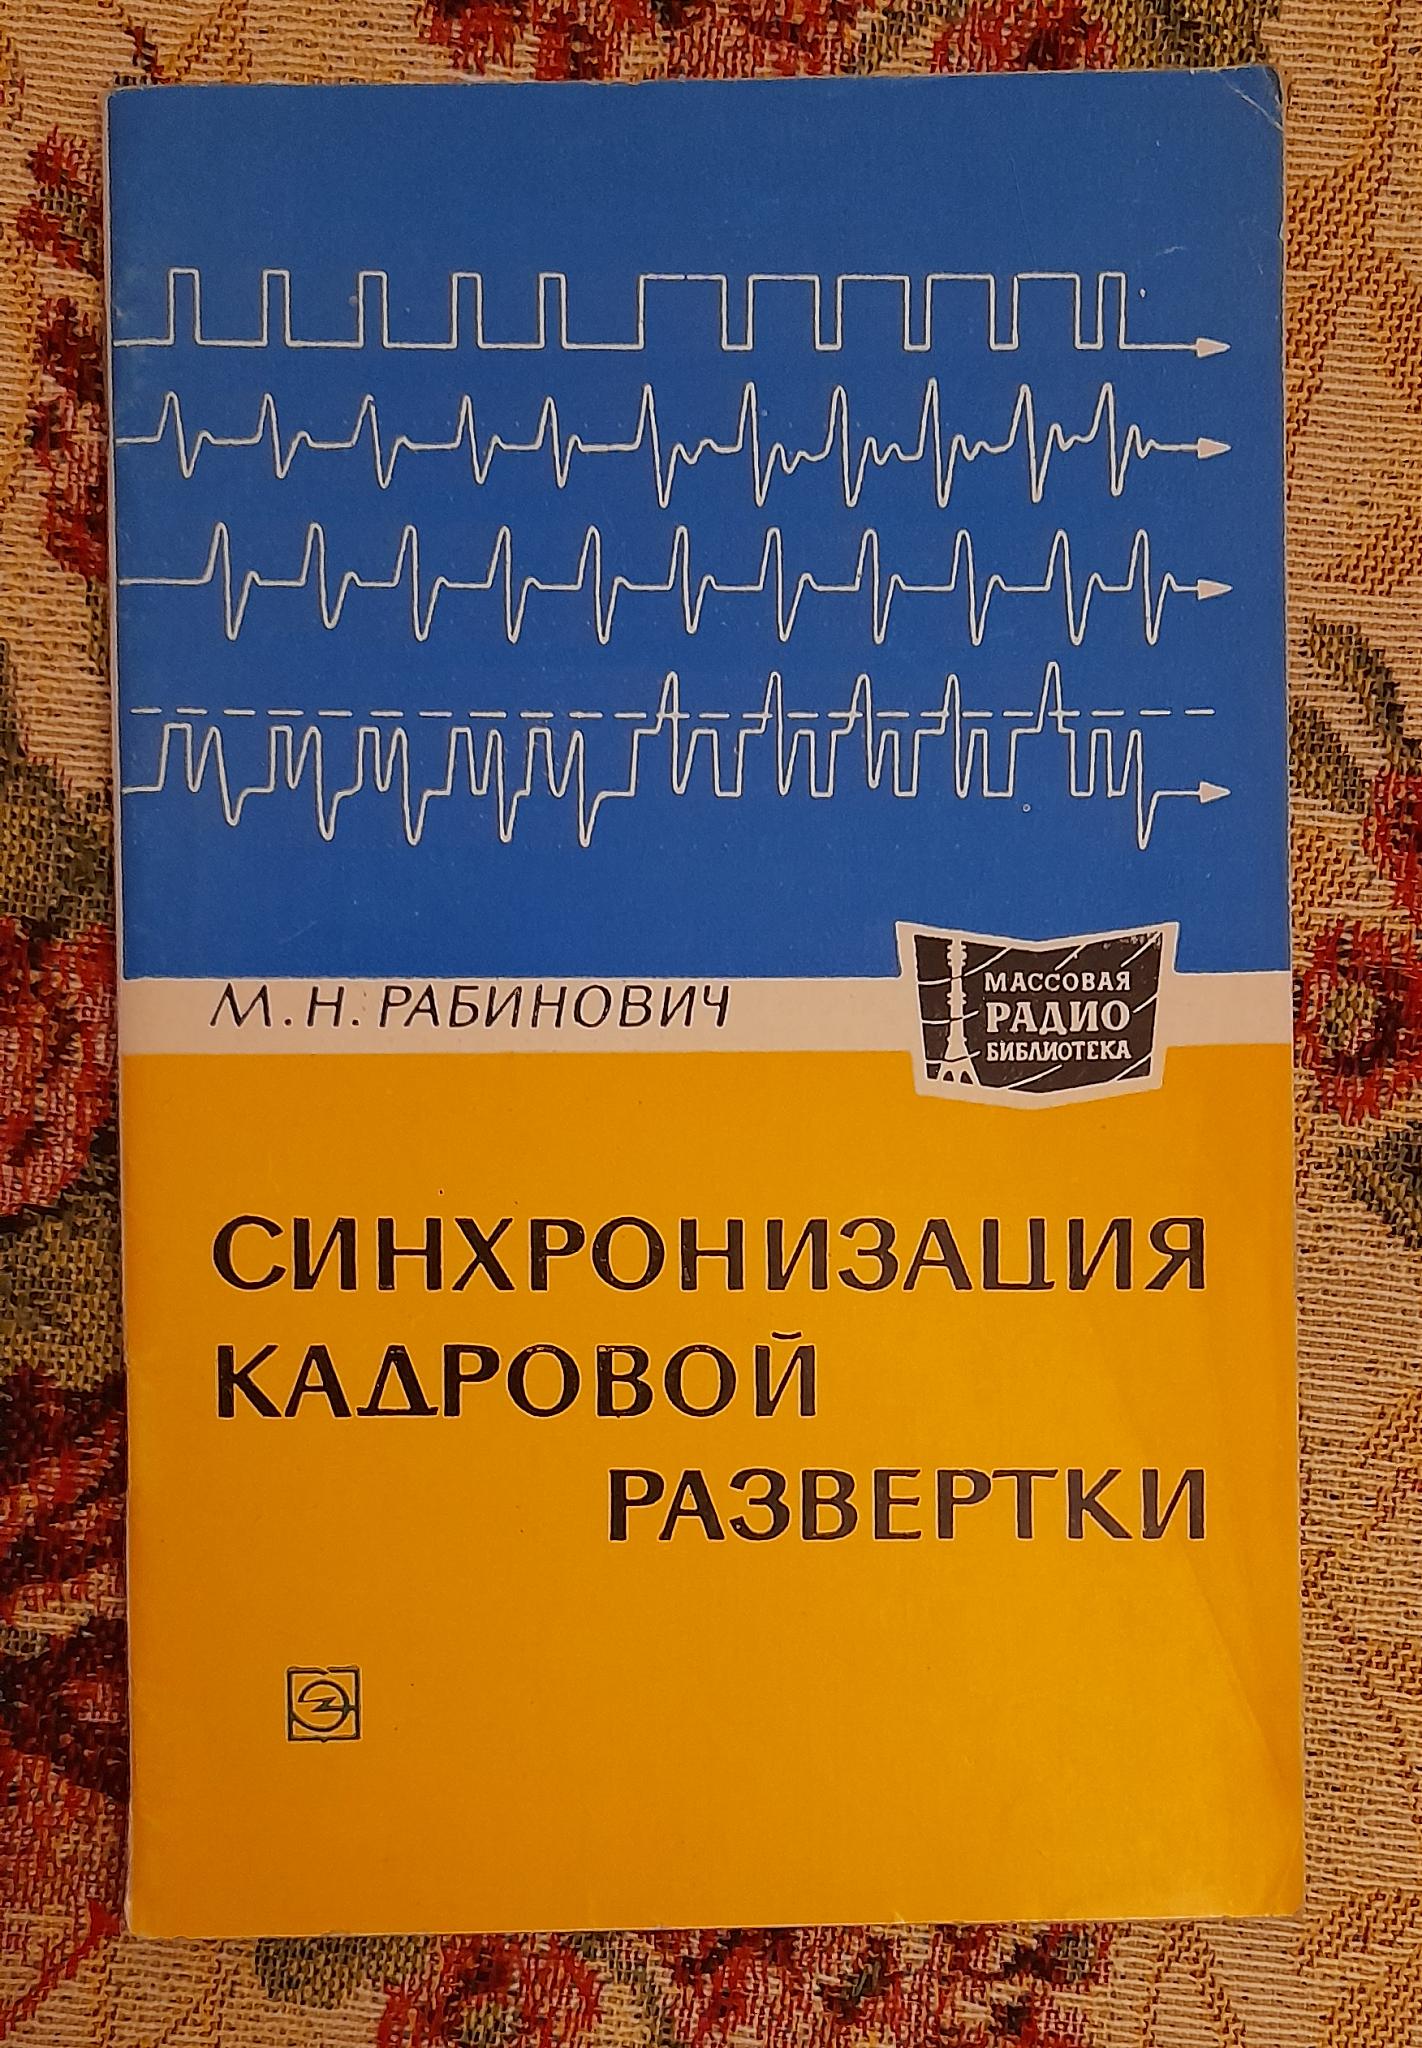 М. Н. РАБИНОВИЧ
МАССОВАЯ
РАДИО
БИБЛИОТЕКА
СИНХРОНИЗАЦИЯ
КАДРОВОЙ
РАЗВЕРТКИ